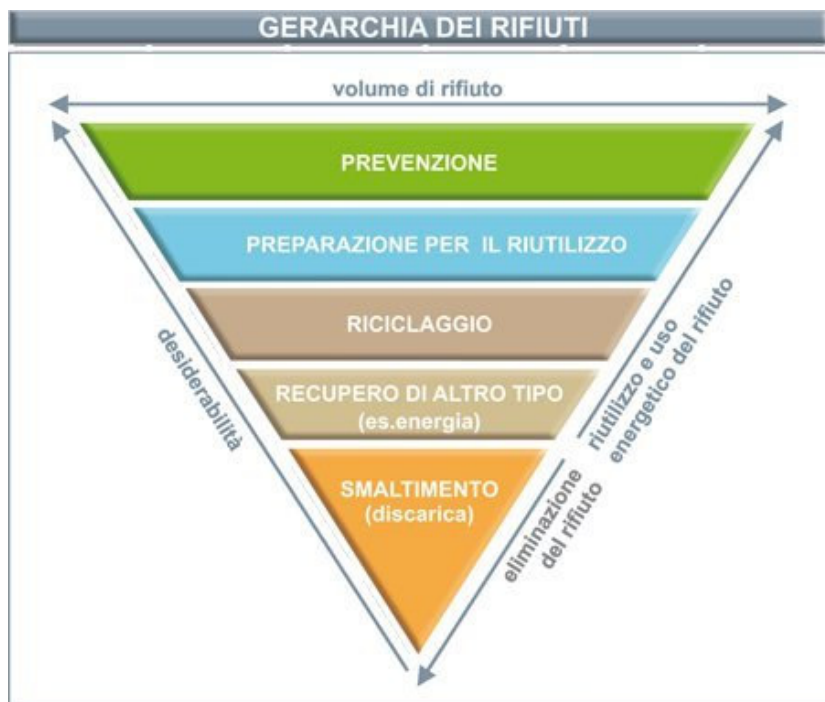 GERARCHIA DEI RIFIUTI
volume di rifiuto
PREVENZIONE
PREPARAZIONE PER IL RIUTILIZZO
RICICLAGGIO
RECUPERO DI ALTRO TIPO
(es.energia)
SMALTIMENTO
(discarica)
desiderabilità
riutilizzo e uso
energetico del rifiuto
eliminazione
del rifiuto